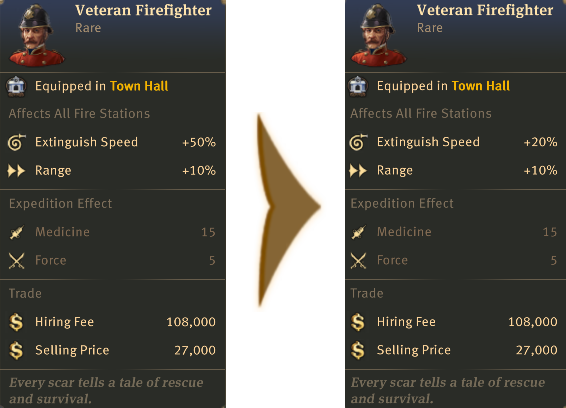 Veteran Firefighter
Rare
Equipped in Town Hall
Affects All Fire Stations
Extinguish Speed +50%
Range +10%
Expedition Effect
Medicine 15
Force 5
Trade
Hiring Fee 108,000
Selling Price 27,000
Every scar tells a tale of rescue
and survival.
Veteran Firefighter
Rare
Equipped in Town Hall
Affects All Fire Stations
Extinguish Speed +20%
Range +10%
Expedition Effect
Medicine 15
Force 5
Trade
Hiring Fee 108,000
Selling Price 27,000
Every scar tells a tale of rescue
and survival.